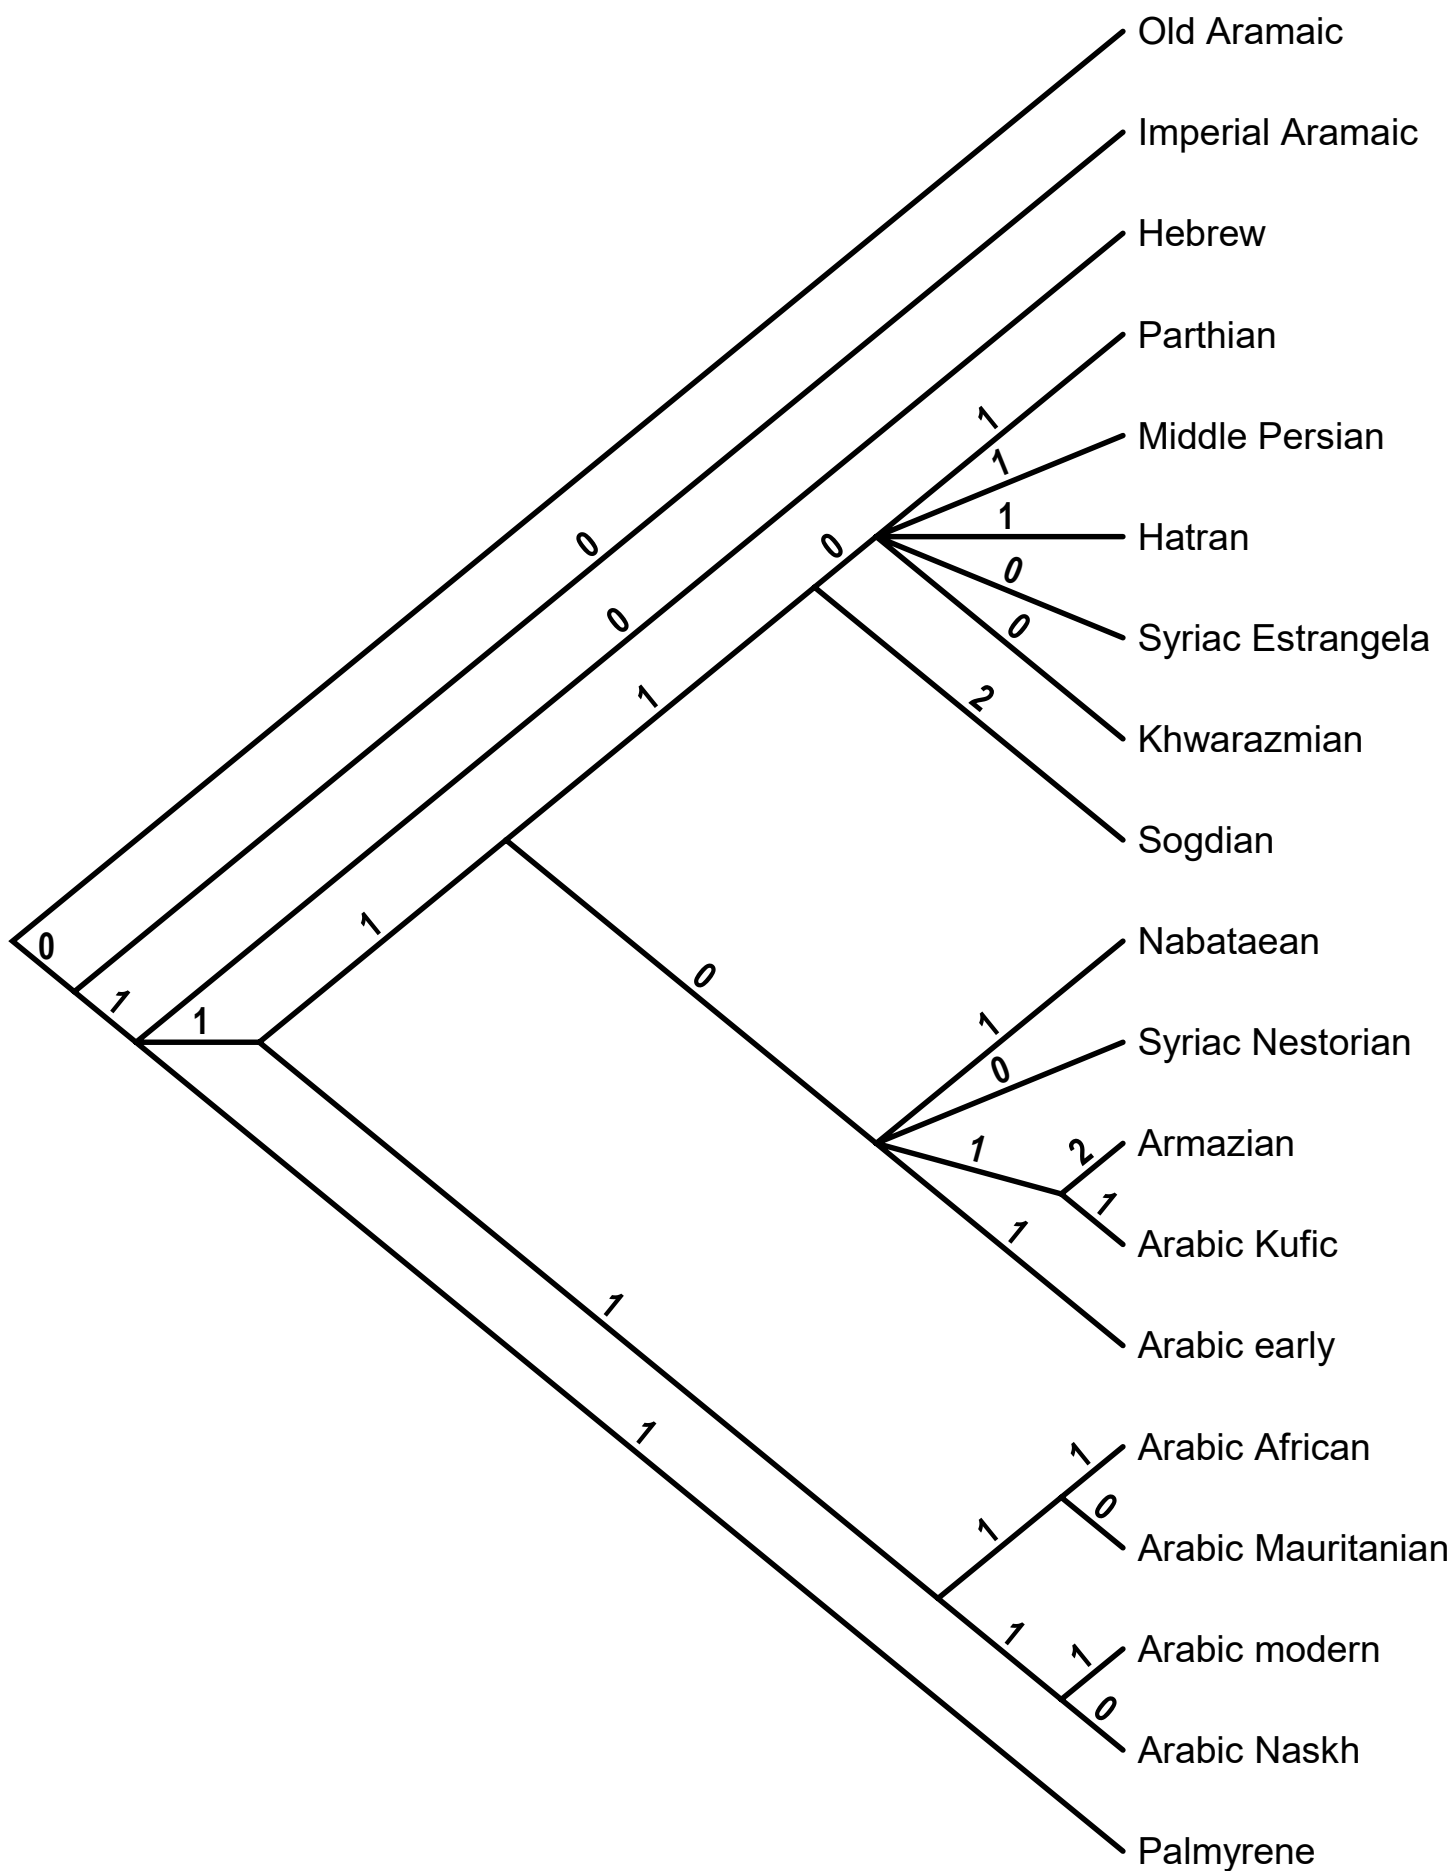 Old Aramaic
Imperial Aramaic
Hebrew
Parthian
1
Middle Persian
1
1
Hatran
0
0
0
Syriac Estrangela
0
0
1
2
Khwarazmian
Sogdian
1
0
Nabataean
0
1
1
1
Syriac Nestorian
0
1
2
Armazian
1
1
Arabic Kufic
1
Arabic early
1
1
Arabic African
0
1
Arabic Mauritanian
1
1
Arabic modern
0
Arabic Naskh
Palmyrene